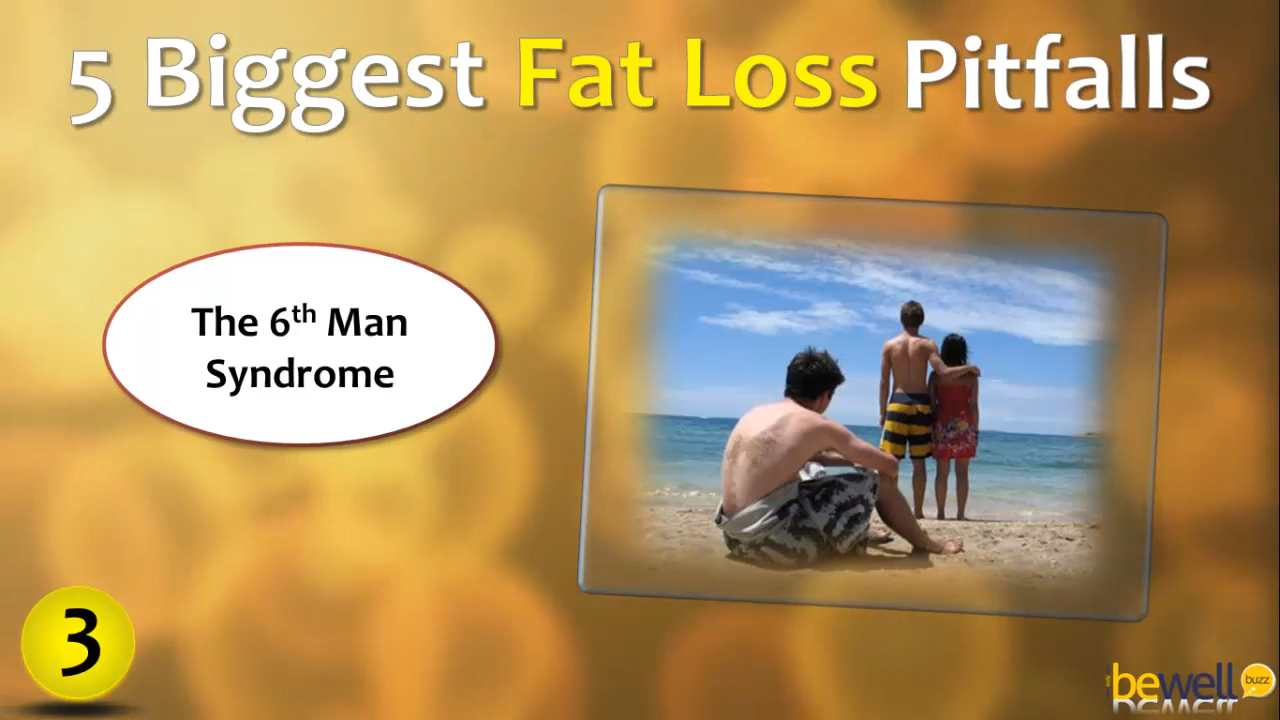 5 Biggest Fat Loss Pitfalls
The 6th Man
Syndrome
3
bewell buzz